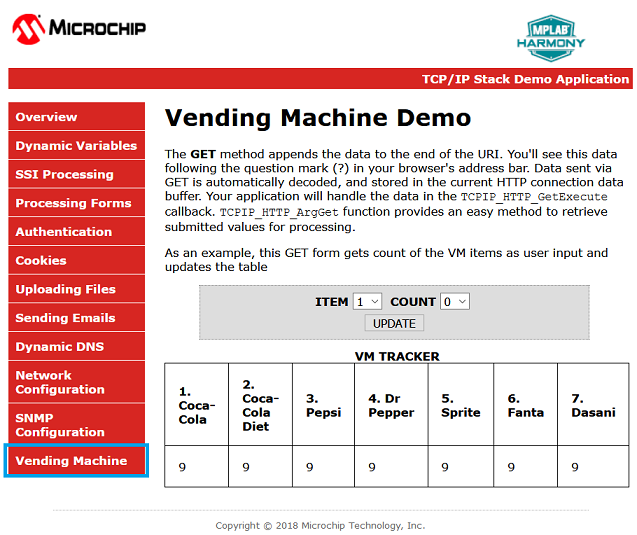 MICROCHIP
MPLAB
HARMONY
TCP/IP Stack Demo Application
Overview
Dynamic Variables
SSI Processing
Processing Forms
Authentication
Cookies
Uploading Files
Sending Emails
Dynamic DNS
Network
Configuration
SNMP
Configuration
Vending Machine
Vending Machine Demo
The GET method appends the data to the end of the URI. You'll see this data
following the question mark (?) in your browser's address bar. Data sent via
GET is automatically decoded, and stored in the current HTTP connection data
buffer. Your application will handle the data in the TCPIP_HTTP_GetExecute
callback. TCPIP_HTTP_ArgGet function provides an easy method to retrieve
submitted values for processing.
As an example, this GET form gets count of the VM items as user input and
updates the table
ITEM 1 COUNT 0
UPDATE
VM TRACKER
1. Coca-Cola 2. Coca-Cola Diet 3. Pepsi 4. Dr Pepper 5. Sprite 6. Fanta 7. Dasani
9 9 9 9 9 9 9
Copyright © 2018 Microchip Technology, Inc.